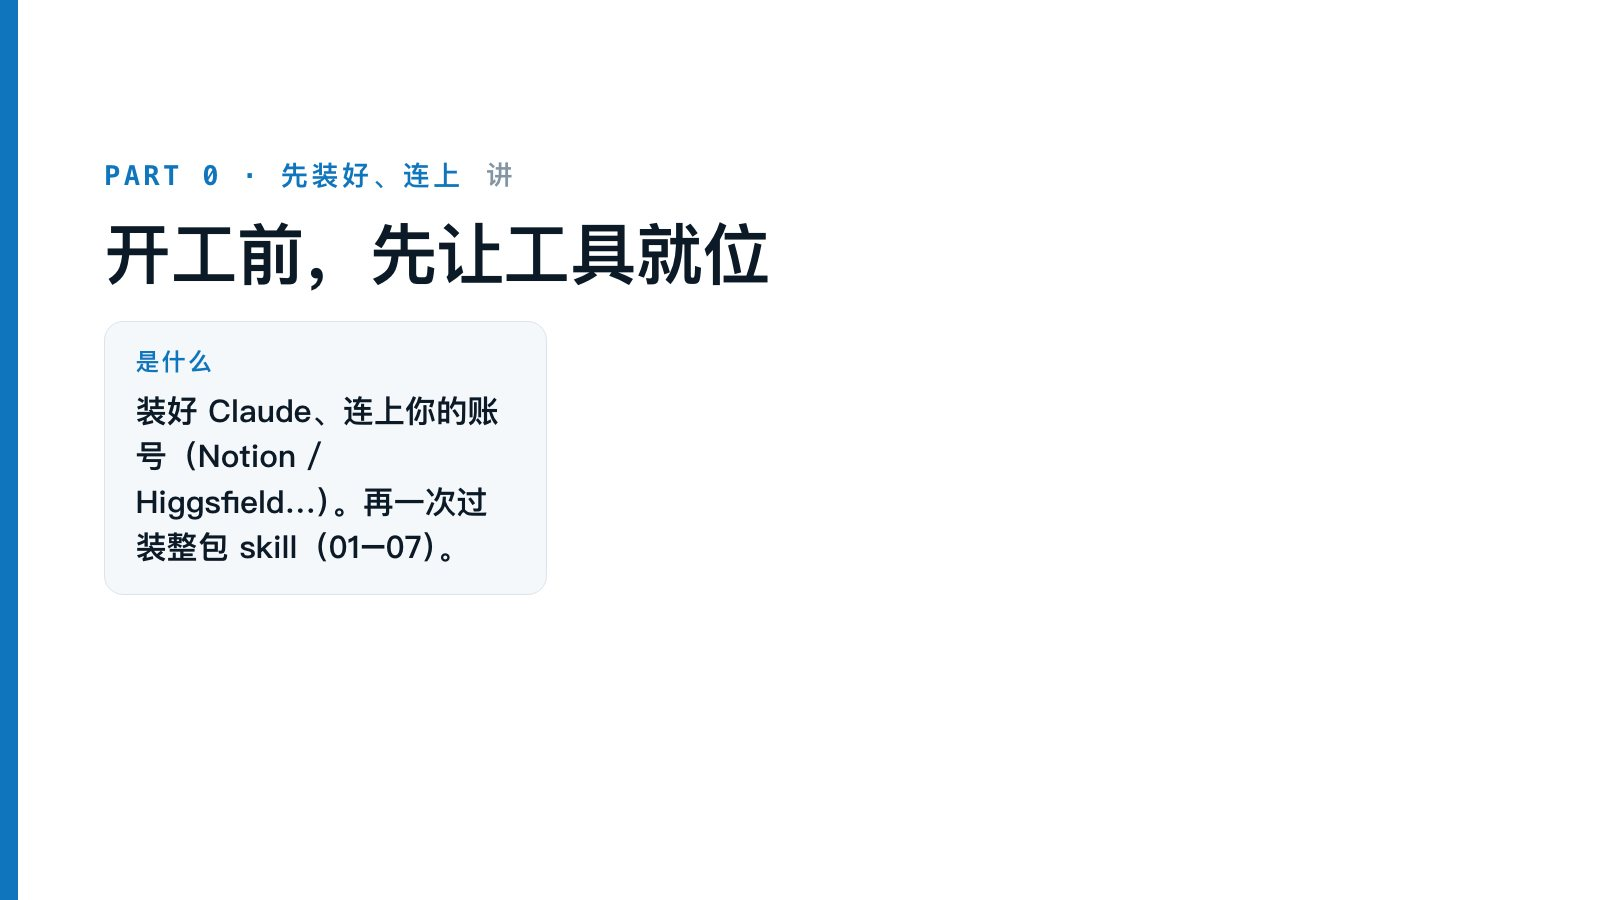 PART 0 · 先装好、连上 讲
开工前，先让工具就位
是什么
装好 Claude、连上你的账
号（Notion /
Higgsfield…）。再一次过
装整包 skill（01—07）。